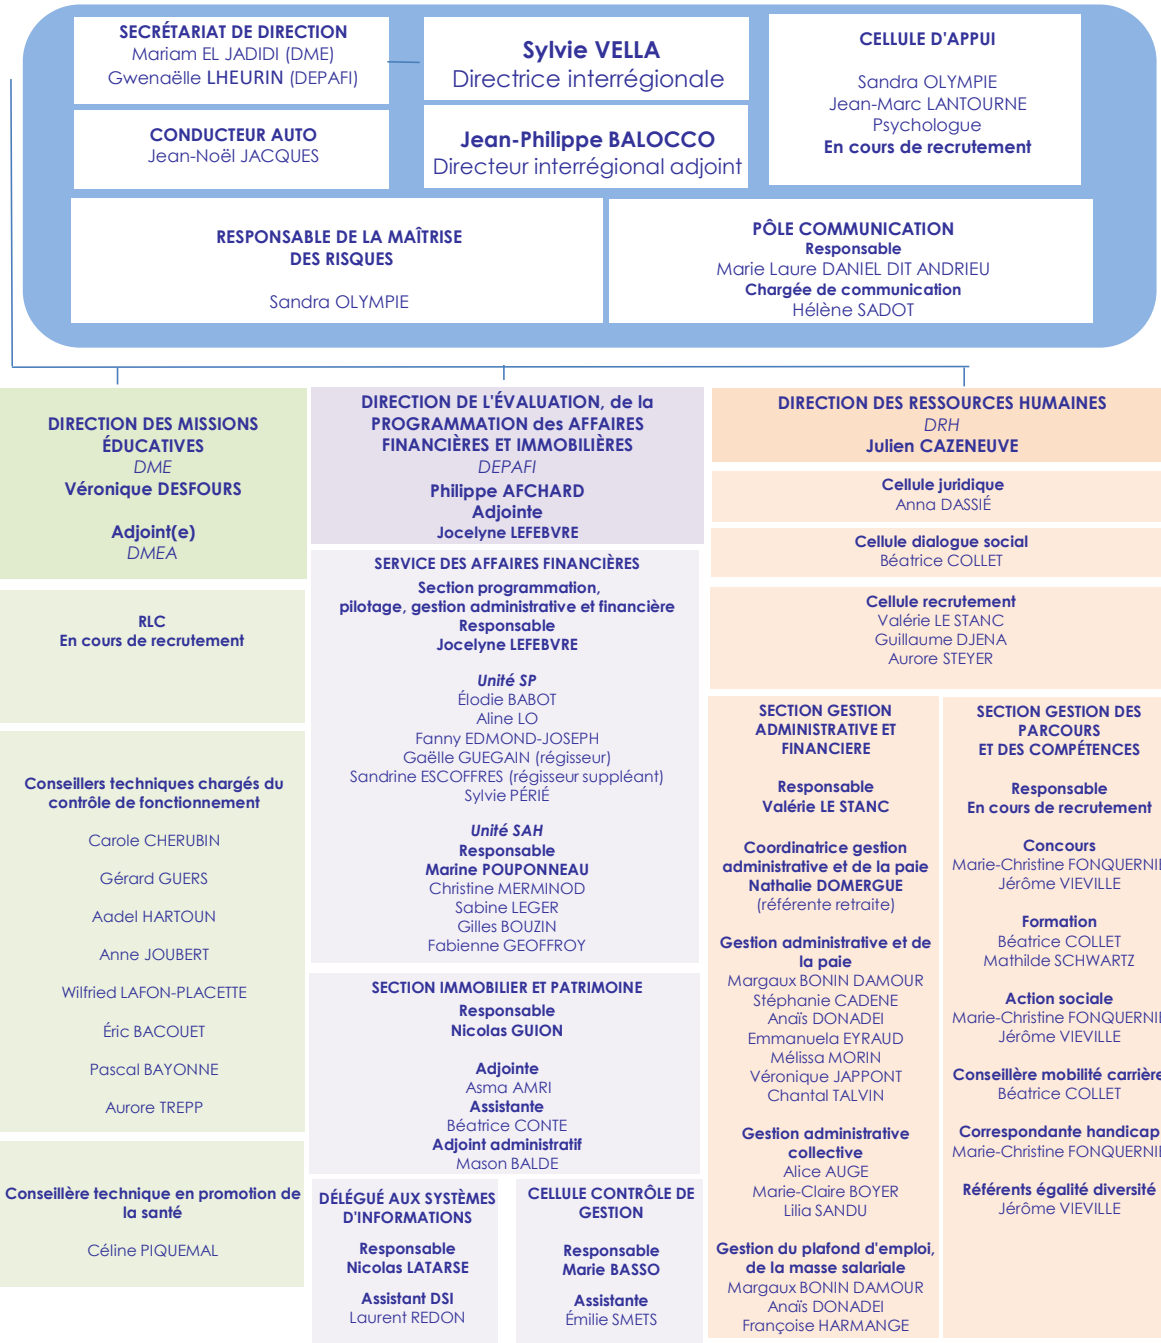 SECRÉTARIAT DE DIRECTION
Mariam EL JADIDI (DME)
Gwenaëlle LHEURIN (DEPAFI)
CONDUCTEUR AUTO
Jean-Noël JACQUES
Sylvie VELLA
Directrice interrégionale
Jean-Philippe BALOCCO
Directeur interrégional adjoint
CELLULE D'APPUI
Sandra OLYMPIE
Jean-Marc LANTOURNE
Psychologue
En cours de recrutement
RESPONSABLE DE LA MAÎTRISE
DES RISQUES
Sandra OLYMPIE
PÔLE COMMUNICATION
Responsable
Marie Laure DANIEL DIT ANDRIEU
Chargée de communication
Hélène SADOT
DIRECTION DES MISSIONS
ÉDUCATIVES
DME
Véronique DESFOURS
Adjoint(e)
DMEA
RLC
En cours de recrutement
Conseillers techniques chargés du
contrôle de fonctionnement
Carole CHERUBIN
Gérard GUERS
Aadel HARTOUN
Anne JOUBERT
Wilfried LAFON-PLACETTE
Éric BACOUET
Pascal BAYONNE
Aurore TREPP
Conseillère technique en promotion de
la santé
Céline PIQUEMAL
DIRECTION DE L'ÉVALUATION, de la
PROGRAMMATION des AFFAIRES
FINANCIÈRES ET IMMOBILIÈRES
DEPAFI
Philippe AFCHARD
Adjointe
Jocelyne LEFEBVRE
SERVICE DES AFFAIRES FINANCIÈRES
Section programmation,
pilotage, gestion administrative et financière
Responsable
Jocelyne LEFEBVRE
Unité SP
Élodie BABOT
Aline LO
Fanny EDMOND-JOSEPH
Gaëlle GUEGAIN (régisseur)
Sandrine ESCOFFRES (régisseur suppléant)
Sylvie PÉRIÉ
Unité SAH
Responsable
Marine POUPONNEAU
Christine MERMINOD
Sabine LEGER
Gilles BOUZIN
Fabienne GEOFFROY
SECTION IMMOBILIER ET PATRIMOINE
Responsable
Nicolas GUION
Adjointe
Asma AMRI
Assistante
Béatrice CONTE
Adjoint administratif
Mason BALDE
DÉLÉGUÉ AUX SYSTÈMES
D'INFORMATIONS
Responsable
Nicolas LATARSE
Assistant DSI
Laurent REDON
CELLULE CONTRÔLE DE
GESTION
Responsable
Marie BASSO
Assistante
Émilie SMETS
DIRECTION DES RESSOURCES HUMAINES
DRH
Julien CAZENEUVE
Cellule juridique
Anna DASSIÉ
Cellule dialogue social
Béatrice COLLET
Cellule recrutement
Valérie LE STANC
Guillaume DJENA
Aurore STEYER
SECTION GESTION
ADMINISTRATIVE ET
FINANCIERE
Responsable
Valérie LE STANC
Coordinatrice gestion
administrative et de la paie
Nathalie DOMERGUE
(référente retraite)
Gestion administrative et de
la paie
Margaux BONIN DAMOUR
Stéphanie CADENE
Anaïs DONADEI
Emmanuela EYRAUD
Mélissa MORIN
Véronique JAPPONT
Chantal TALVIN
Gestion administrative
collective
Alice AUGE
Marie-Claire BOYER
Lilia SANDU
Gestion du plafond d'emploi,
de la masse salariale
Margaux BONIN DAMOUR
Anaïs DONADEI
Françoise HARMANGE
SECTION GESTION DES
PARCOURS
ET DES COMPÉTENCES
Responsable
En cours de recrutement
Concours
Marie-Christine FONQUERNIE
Jérôme VIEVILLE
Formation
Béatrice COLLET
Mathilde SCHWARTZ
Action sociale
Marie-Christine FONQUERNIE
Jérôme VIEVILLE
Conseillère mobilité carrière
Béatrice COLLET
Correspondante handicap
Marie-Christine FONQUERNIE
Référents égalité diversité
Jérôme VIEVILLE